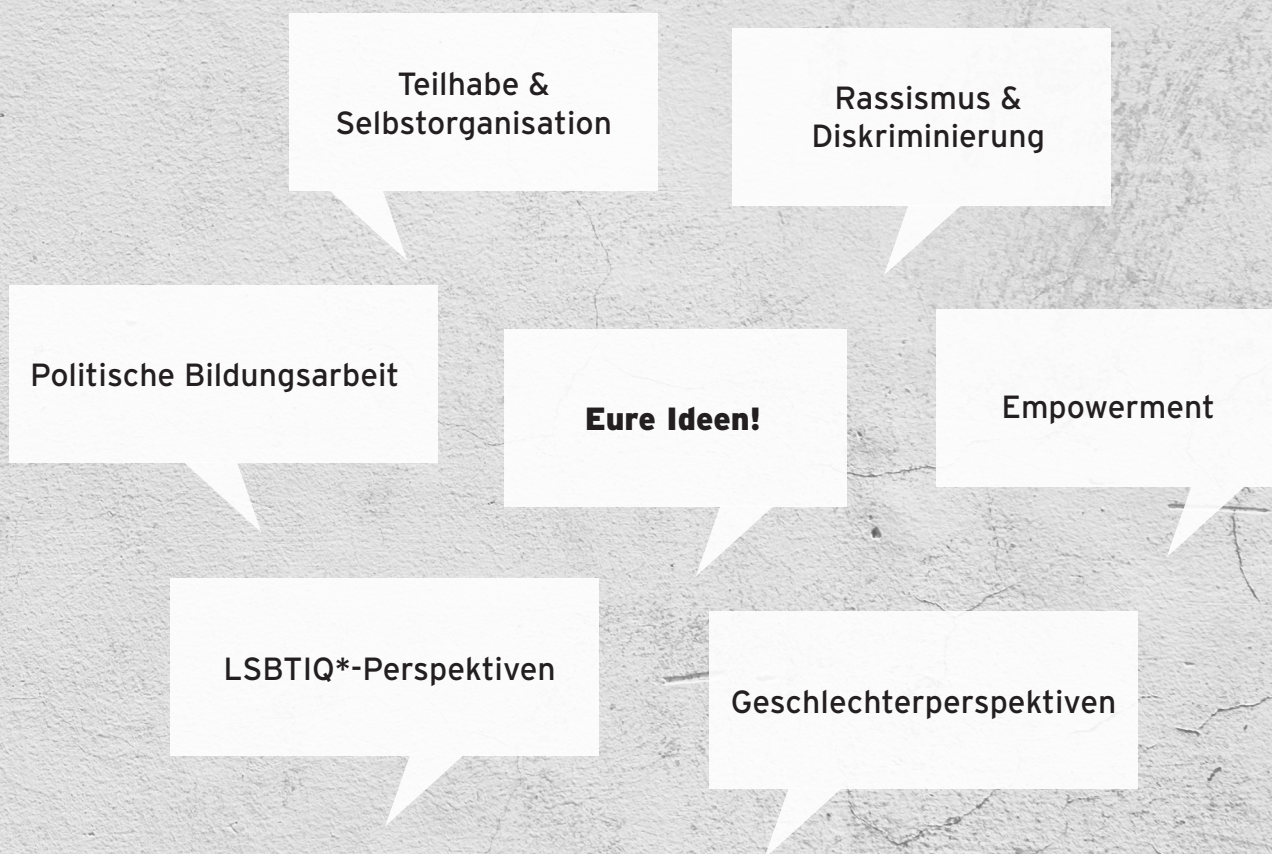 Teilhabe &
Selbstorganisation
Rassismus &
Diskriminierung
Politische Bildungsarbeit
Eure Ideen!
Empowerment
LSBTIQ*-Perspektiven
Geschlechterperspektiven